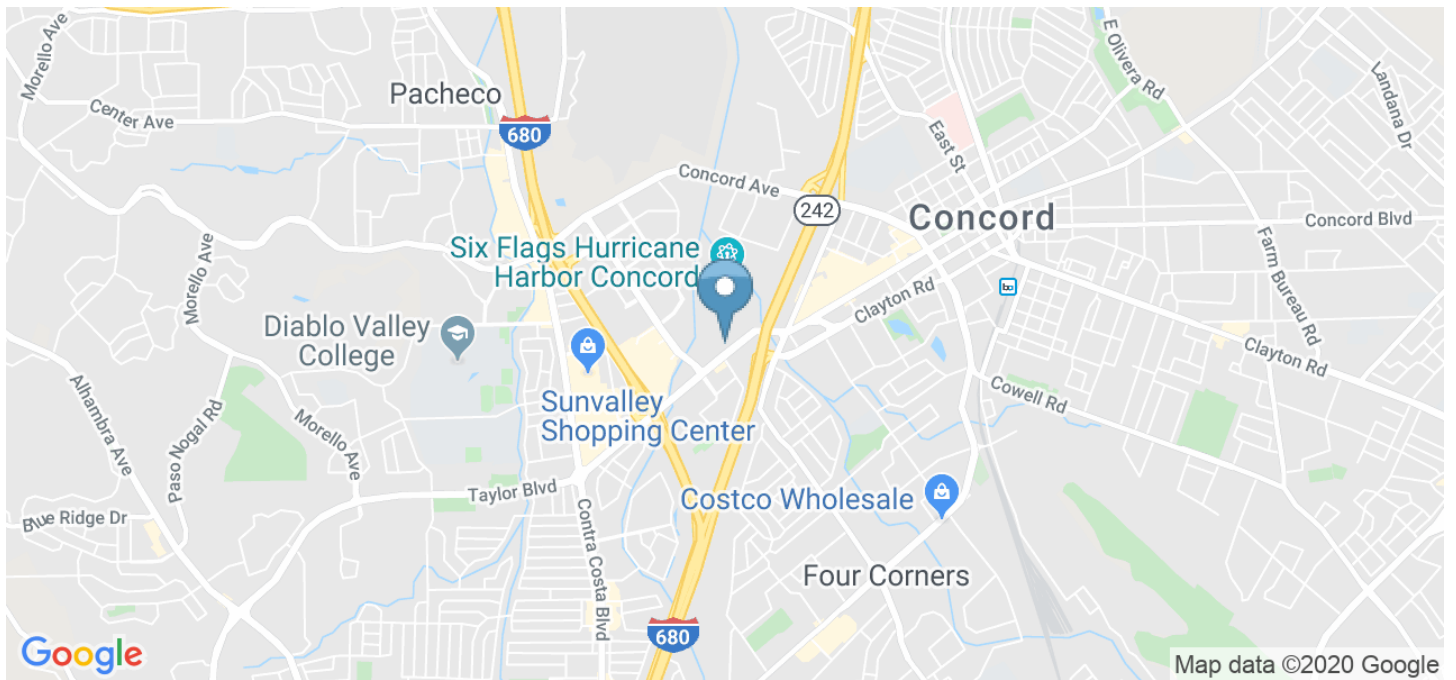 Morello Ave
Pacheco
Center Ave
680
E Olivera Rd
Landana Dr
East St
Concord Ave
242
Concord
Concord Blvd
Six Flags Hurricane
Harbor Concord
Morello Ave
Farm Bureau Rd
Clayton Rd
Diablo Valley
College
Clayton Rd
Sunvalley
Shopping Center
Cowell Rd
Alhambra Ave
Paso Nogal Rd
Morello Ave
Taylor Blvd
Costco Wholesale
Blue Ridge Dr
Contra Costa Blvd
Four Corners
680
Google
Map data ©2020 Google